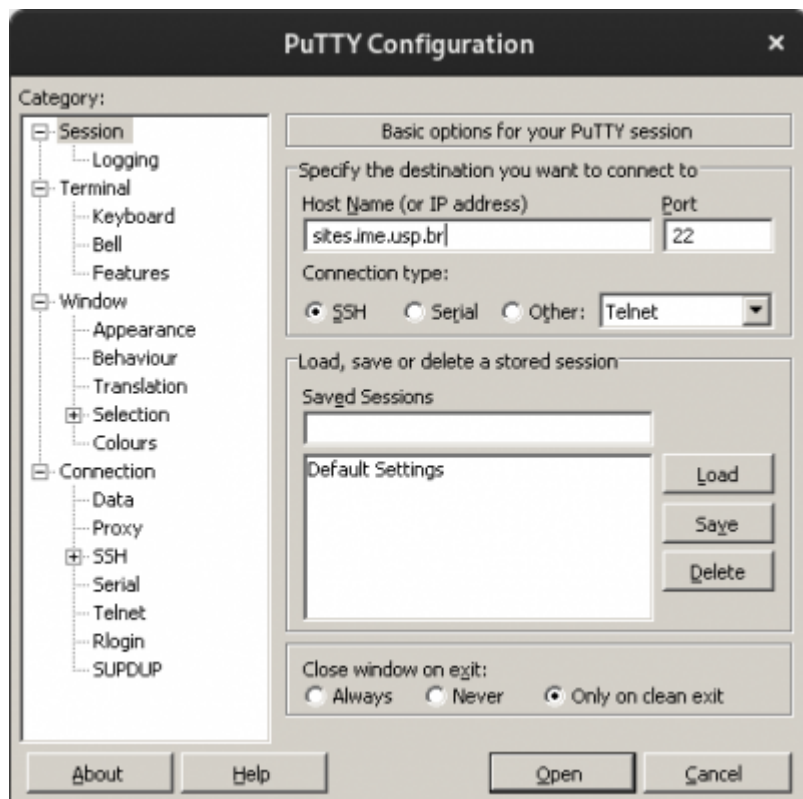 PuTTY Configuration
Category:
Session
Logging
Terminal
Keyboard
Bell
Features
Window
Appearance
Behaviour
Translation
Selection
Colours
Connection
Data
Proxy
SSH
Serial
Telnet
Rlogin
SUPDUP
Basic options for your PuTTY session
Specify the destination you want to connect to
Host Name (or IP address) Port
sites.ime.usp.br 22
Connection type:
SSH Serial Other: Telnet
Load, save or delete a stored session
Saved Sessions
Default Settings
Load
Save
Delete
Close window on exit:
Always Never Only on clean exit
About Help Open Cancel